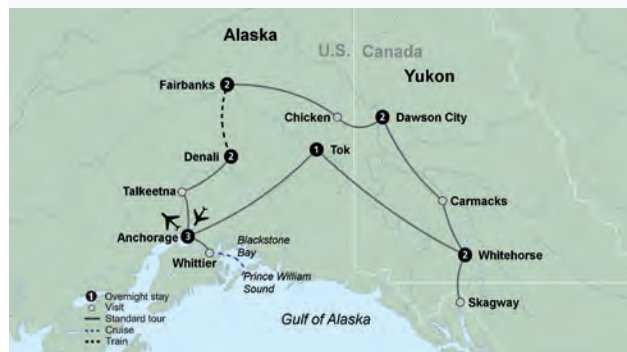 Alaska
U.S. Canada
Yukon
Fairbanks 2
Chicken
2 Dawson City
1 Tok
Denali 2
Talkeetna
Carmacks
Anchorage 3
Blackstone
Bay
Whittier
2 Whitehorse
Prince William
Sound
1 Overnight stay
Visit
Standard tour
Cruise
Train
Skagway
Gulf of Alaska